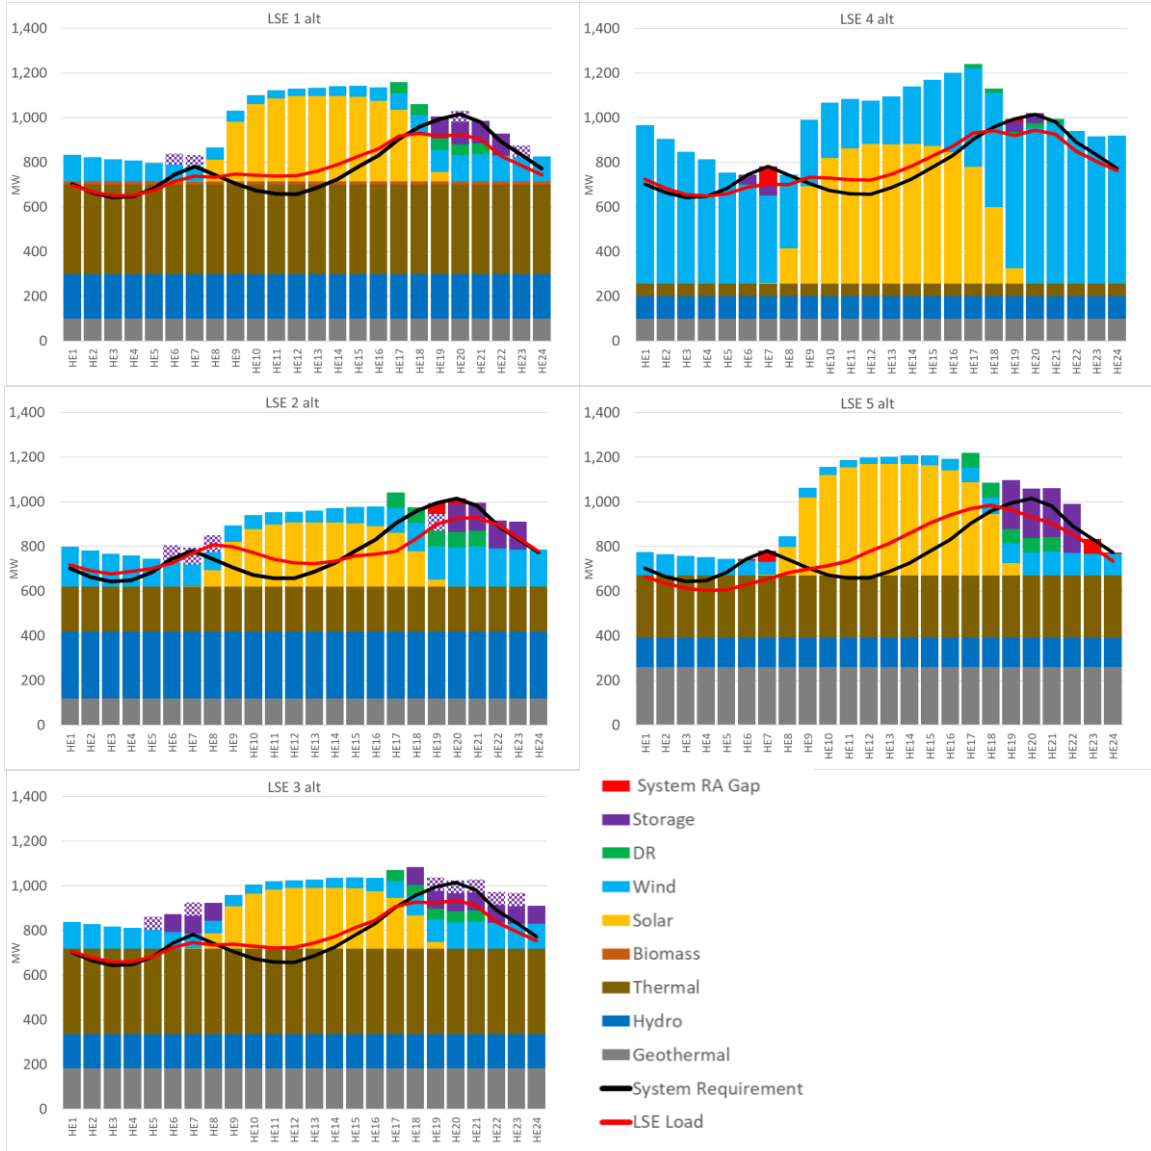 LSE 1 alt
1,400
1,200
1,000
800
600
400
200
0
MW
HE1 HE2 HE3 HE4 HE5 HE6 HE7 HE8 HE9 HE10 HE11 HE12 HE13 HE14 HE15 HE16 HE17 HE18 HE19 HE20 HE21 HE22 HE23 HE24
LSE 4 alt
1,400
1,200
1,000
800
600
400
200
0
MW
HE1 HE2 HE3 HE4 HE5 HE6 HE7 HE8 HE9 HE10 HE11 HE12 HE13 HE14 HE15 HE16 HE17 HE18 HE19 HE20 HE21 HE22 HE23 HE24
LSE 2 alt
1,400
1,200
1,000
800
600
400
200
0
MW
HE1 HE2 HE3 HE4 HE5 HE6 HE7 HE8 HE9 HE10 HE11 HE12 HE13 HE14 HE15 HE16 HE17 HE18 HE19 HE20 HE21 HE22 HE23 HE24
LSE 5 alt
1,400
1,200
1,000
800
600
400
200
0
MW
HE1 HE2 HE3 HE4 HE5 HE6 HE7 HE8 HE9 HE10 HE11 HE12 HE13 HE14 HE15 HE16 HE17 HE18 HE19 HE20 HE21 HE22 HE23 HE24
LSE 3 alt
1,400
1,200
1,000
800
600
400
200
0
MW
HE1 HE2 HE3 HE4 HE5 HE6 HE7 HE8 HE9 HE10 HE11 HE12 HE13 HE14 HE15 HE16 HE17 HE18 HE19 HE20 HE21 HE22 HE23 HE24
System RA Gap
Storage
DR
Wind
Solar
Biomass
Thermal
Hydro
Geothermal
System Requirement
LSE Load